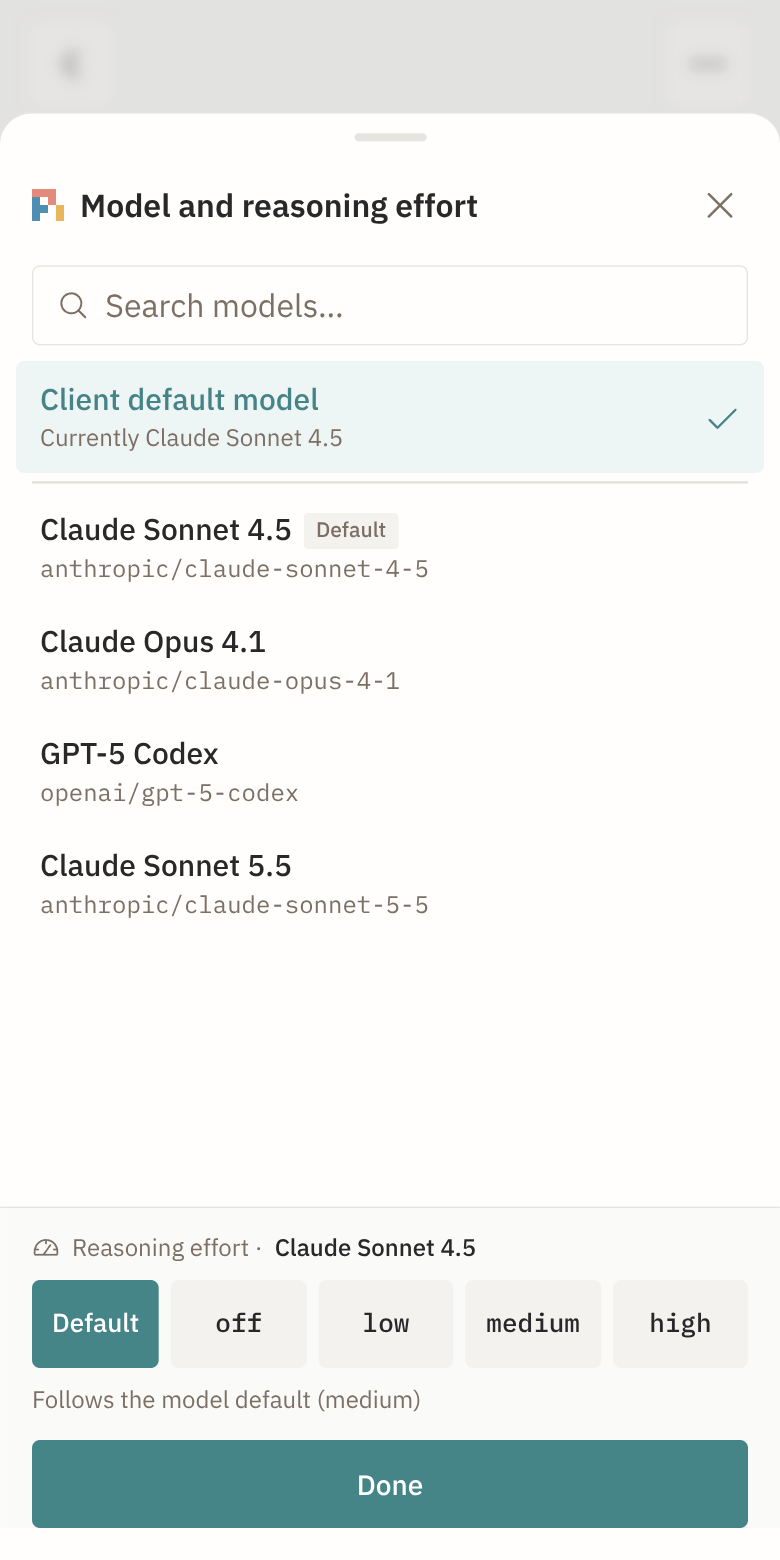 Model and reasoning effort
Search models...
Client default model
Currently Claude Sonnet 4.5
Claude Sonnet 4.5 Default
anthropic/claude-sonnet-4-5
Claude Opus 4.1
anthropic/claude-opus-4-1
GPT-5 Codex
openai/gpt-5-codex
Claude Sonnet 5.5
anthropic/claude-sonnet-5-5
Reasoning effort · Claude Sonnet 4.5
Default off low medium high
Follows the model default (medium)
Done